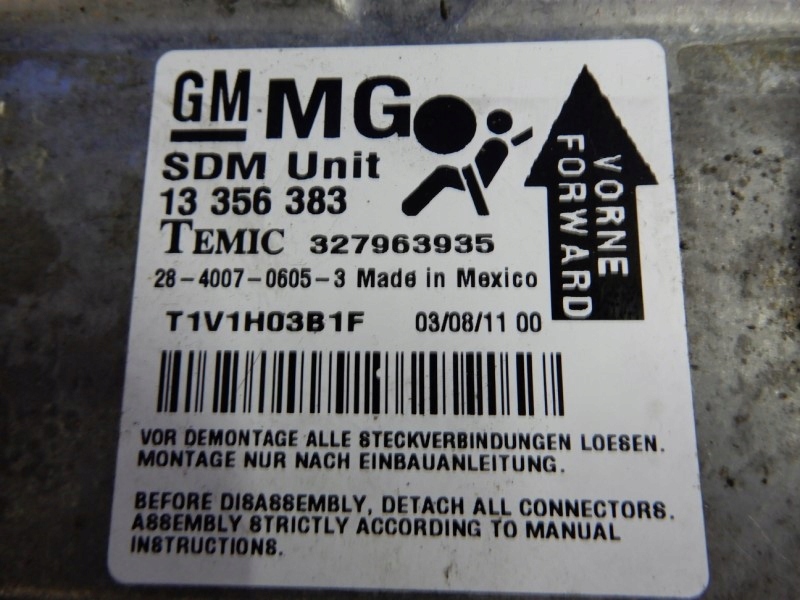 GM MG
SDM Unit
13 356 383
TEMIC 327963935
28-4007-0605-3 Made in Mexico
T1V1H03B1F 03/08/11 00
VORNE
FORWARD
VOR DEMONTAGE ALLE STECKVERBINDUNGEN LOESEN.
MONTAGE NUR NACH EINBAUANLEITUNG.
BEFORE DISASSEMBLY, DETACH ALL CONNECTORS.
ASSEMBLY STRICTLY ACCORDING TO MANUAL
INSTRUCTIONS.